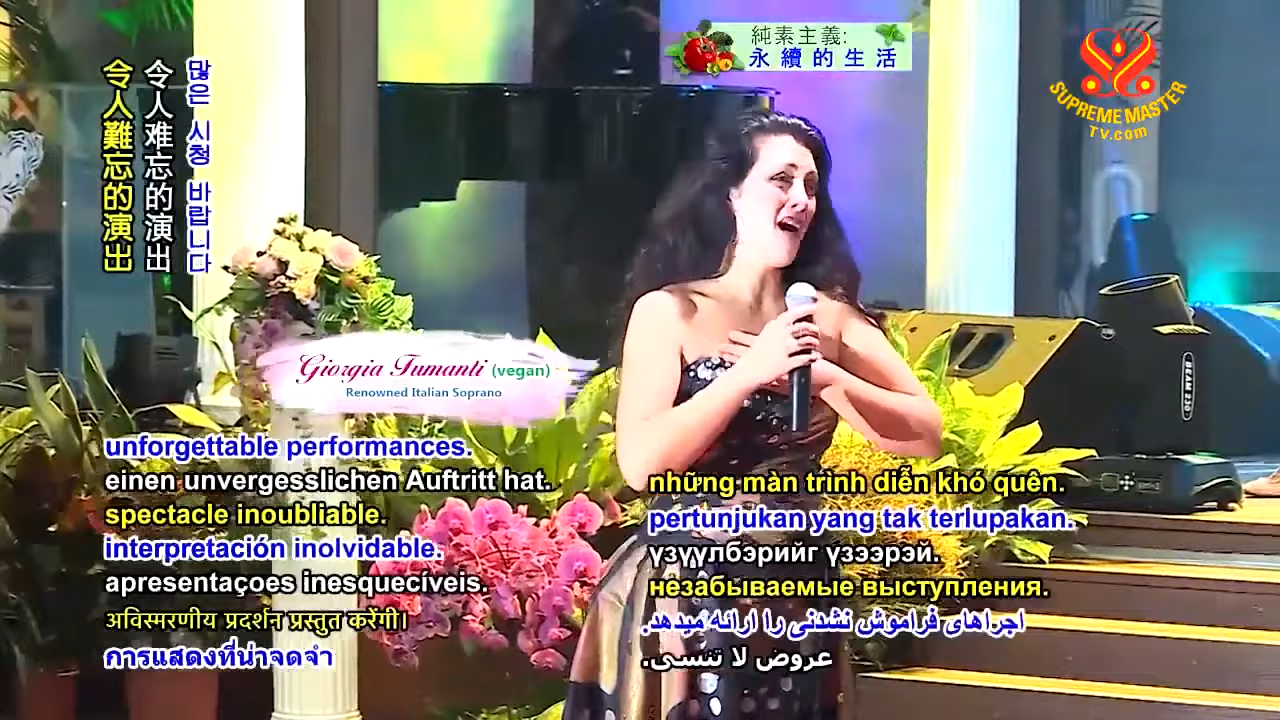 純素主義:
永續的生活
SUPREME MASTER
TV.com
많은 시청 바랍니다
令人难忘的演出
令人難忘的演出
Giorgia Fumanti (vegan)
Renowned Italian Soprano
BEAM 230
unforgettable performances.
einen unvergesslichen Auftritt hat.
spectacle inoubliable.
interpretación inolvidable.
apresentaçoes inesquecíveis.
अविस्मरणीय प्रदर्शन प्रस्तुत करेंगी।
การแสดงที่น่าจดจำ
những màn trình diễn khó quên.
pertunjukan yang tak terlupakan.
үзүүлбэрийг үзээрэй.
незабываемые выступления.
اجراهای فراموش نشدنی را ارائه میدهد.
عروض لا تنسى.